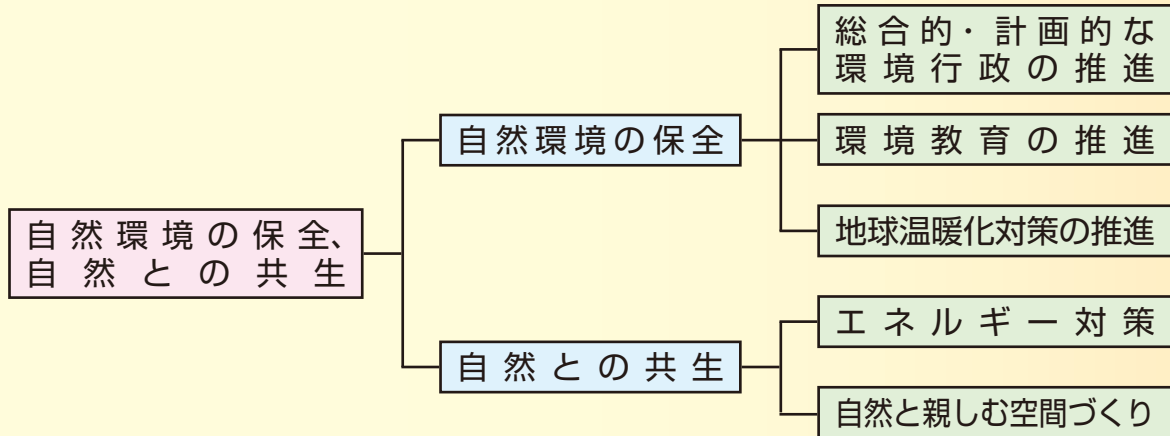 自然環境の保全、
自然との共生
自然環境の保全
総合的・計画的な
環境行政の推進
環境教育の推進
地球温暖化対策の推進
自然との共生
エネルギー対策
自然と親しむ空間づくり